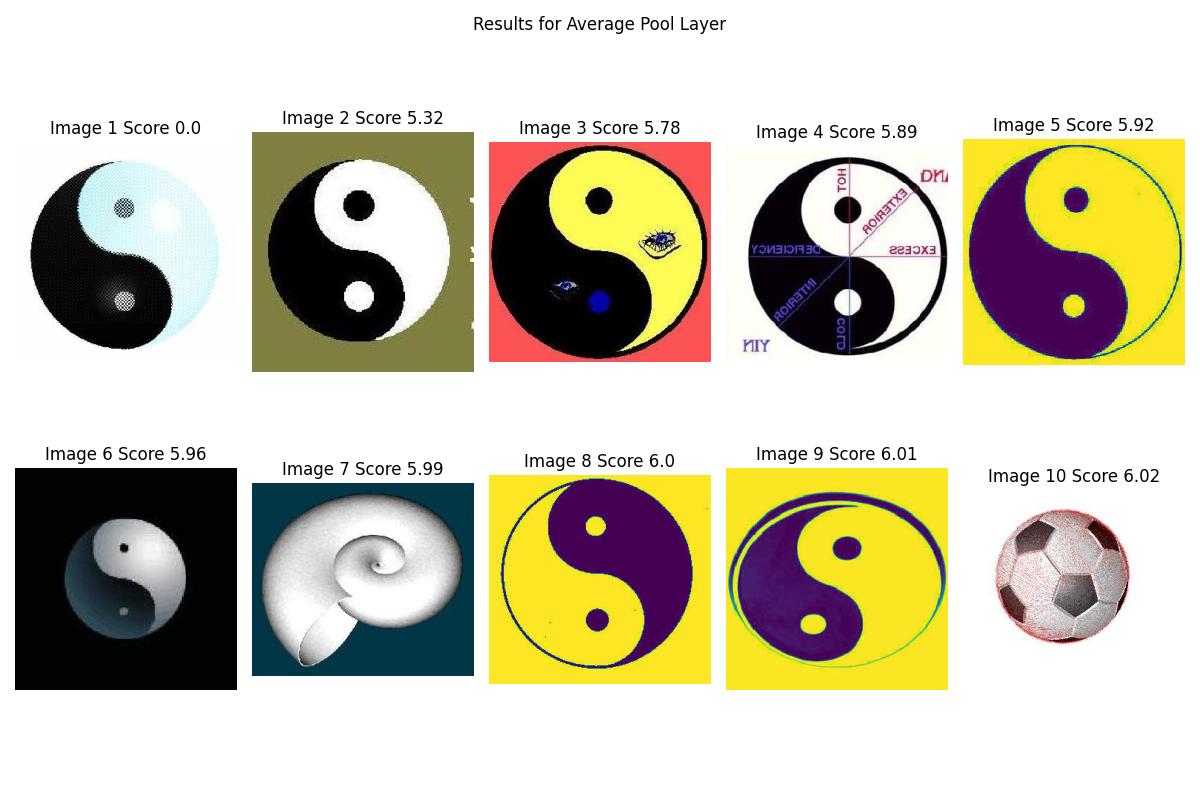 Results for Average Pool Layer
Image 1 Score 0.0
Image 2 Score 5.32
Image 3 Score 5.78
Image 4 Score 5.89
Image 5 Score 5.92
HOT
EXTERIOR
EXCESS
DEFICIENCY
INTERIOR
COLD
YIN
Image 6 Score 5.96
Image 7 Score 5.99
Image 8 Score 6.0
Image 9 Score 6.01
Image 10 Score 6.02